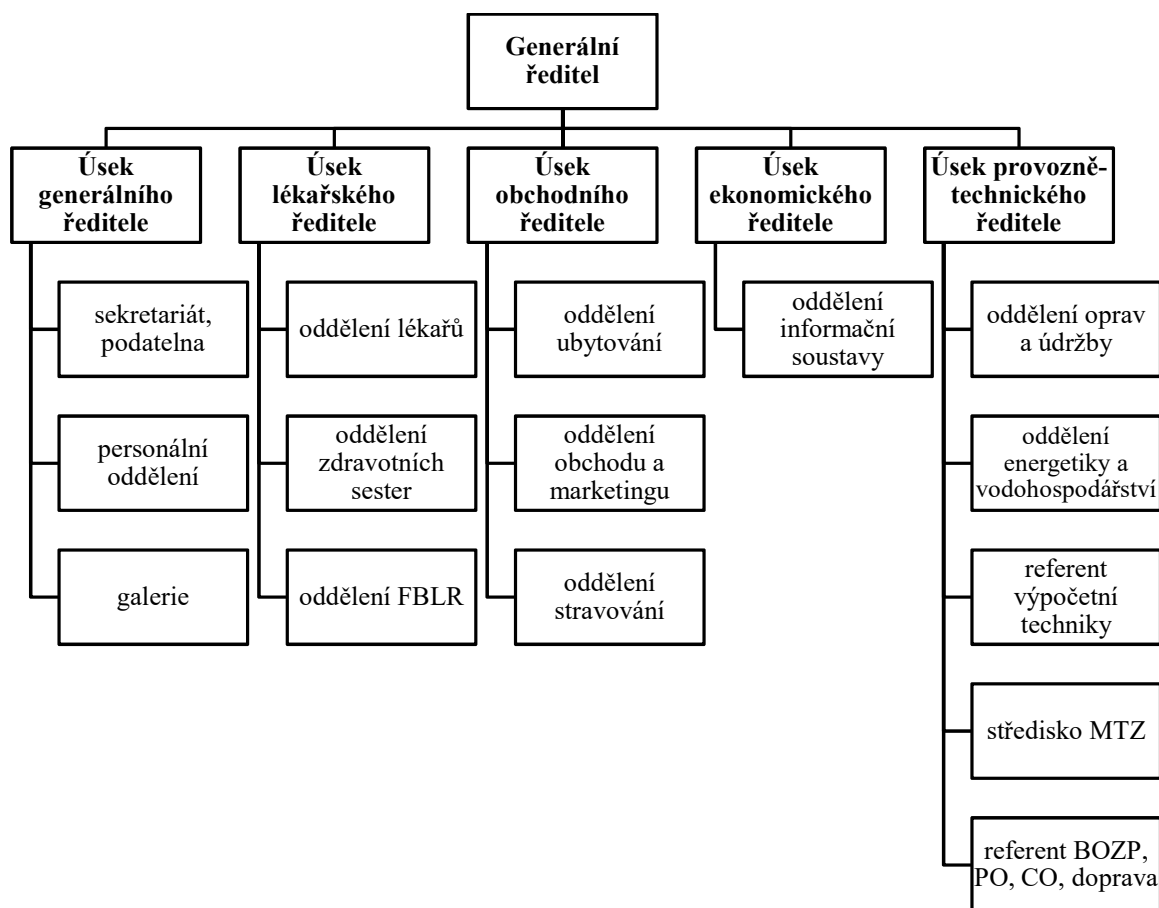 Generální
ředitel
Úsek
generálního
ředitele
Úsek
lékařského
ředitele
Úsek
obchodního
ředitele
Úsek
ekonomického
ředitele
Úsek provozně-
technického
ředitele
sekretariát,
podatelna
personální
oddělení
galerie
oddělení lékařů
oddělení
zdravotních
sester
oddělení FBLR
oddělení
ubytování
oddělení
obchodu a
marketingu
oddělení
stravování
oddělení
informační
soustavy
oddělení oprav
a údržby
oddělení
energetiky a
vodohospodářství
referent
výpočetní
techniky
středisko MTZ
referent BOZP,
PO, CO, doprava